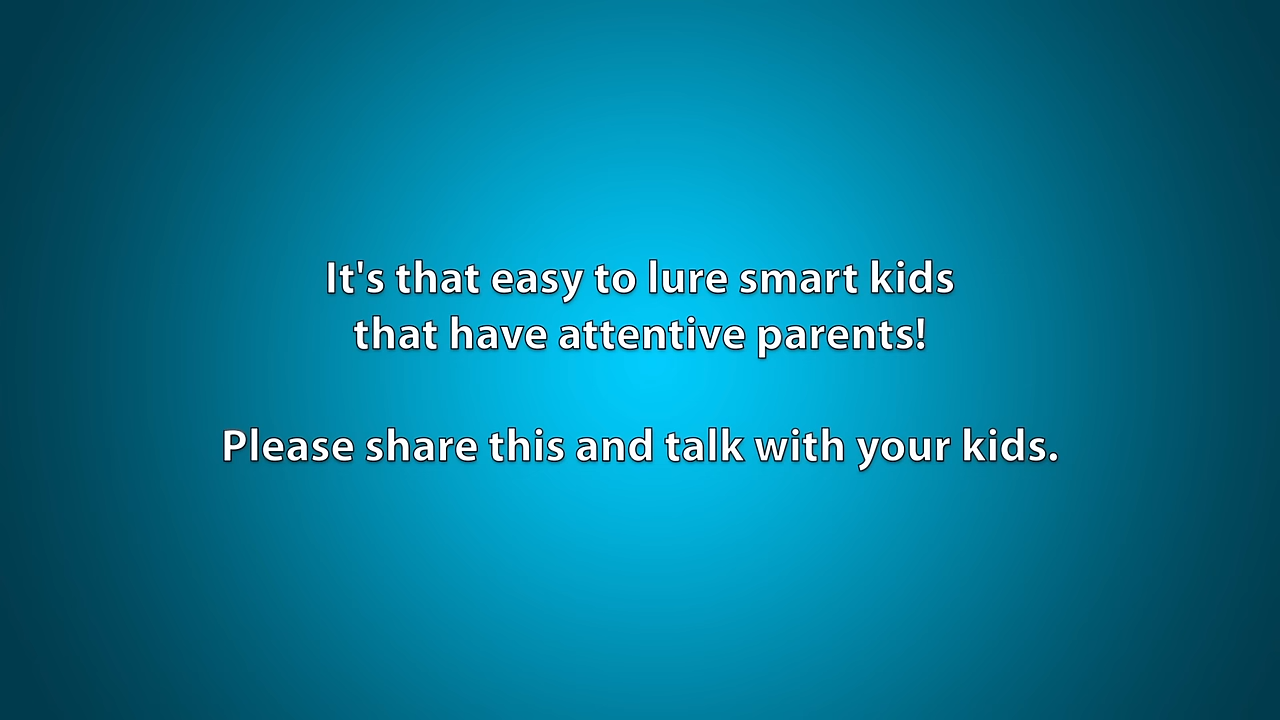 It's that easy to lure smart kids
that have attentive parents!
Please share this and talk with your kids.